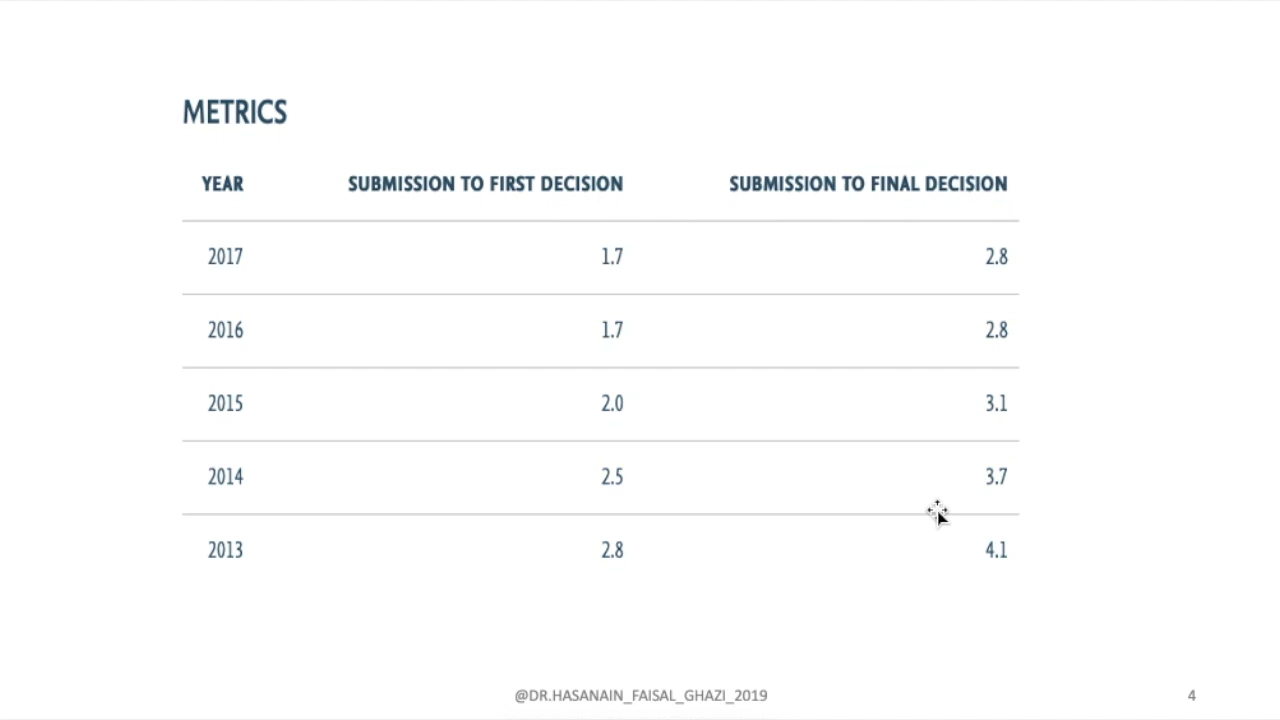 METRICS
YEAR SUBMISSION TO FIRST DECISION SUBMISSION TO FINAL DECISION
2017 1.7 2.8
2016 1.7 2.8
2015 2.0 3.1
2014 2.5 3.7
2013 2.8 4.1
@DR.HASANAIN_FAISAL_GHAZI_2019 4